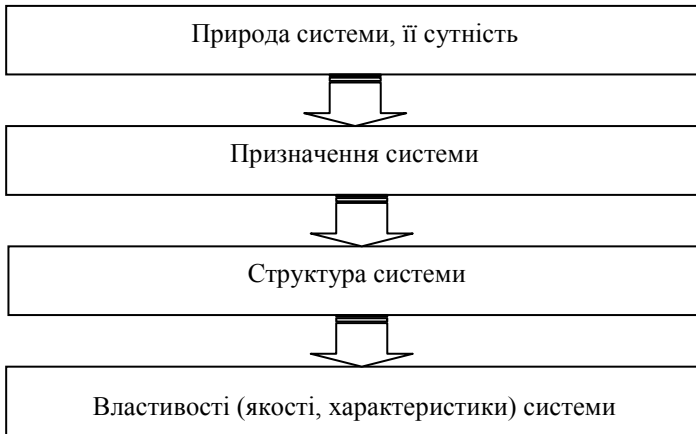 Природа системи, її сутність
Призначення системи
Структура системи
Властивості (якості, характеристики) системи